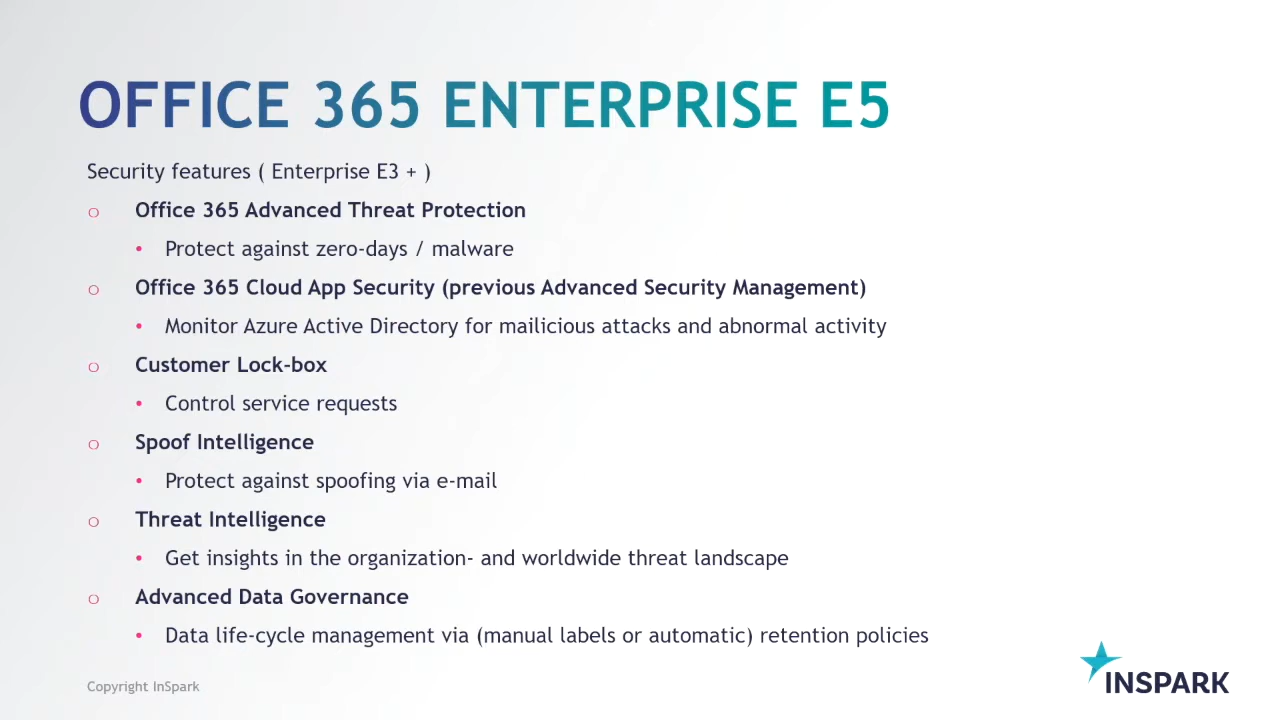 OFFICE 365 ENTERPRISE E5
Security features ( Enterprise E3 + )
o Office 365 Advanced Threat Protection
• Protect against zero-days / malware
o Office 365 Cloud App Security (previous Advanced Security Management)
• Monitor Azure Active Directory for mailicious attacks and abnormal activity
o Customer Lock-box
• Control service requests
o Spoof Intelligence
• Protect against spoofing via e-mail
o Threat Intelligence
• Get insights in the organization- and worldwide threat landscape
o Advanced Data Governance
• Data life-cycle management via (manual labels or automatic) retention policies
Copyright InSpark
INSPARK